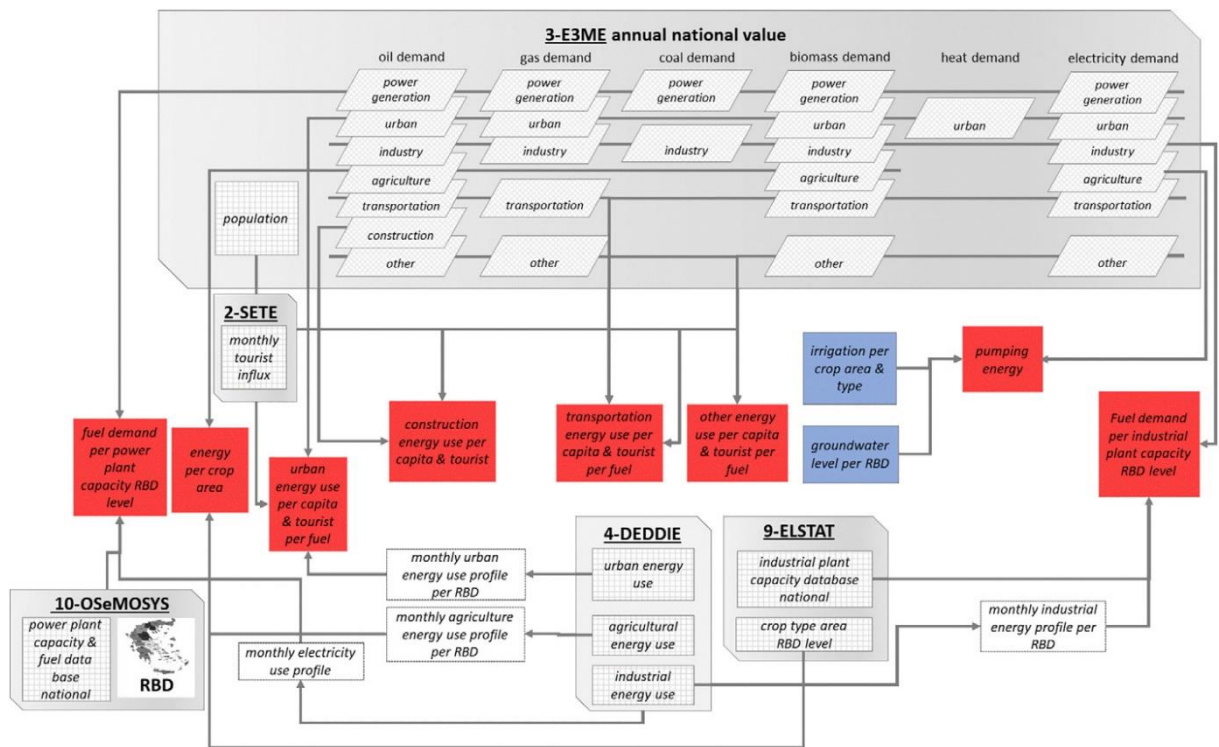 3-E3ME annual national value
oil demand
gas demand
coal demand
biomass demand
heat demand
electricity demand
power
generation
power
generation
power
generation
power
generation
power
generation
urban
urban
urban
urban
urban
industry
industry
industry
industry
industry
agriculture
agriculture
agriculture
transportation
transportation
transportation
transportation
construction
other
other
other
other
population
2-SETE
monthly
tourist
influx
irrigation per
crop area &
type
pumping
energy
groundwater
level per RBD
fuel demand
per power
plant
capacity RBD
level
energy
per crop
area
urban
energy use
per capita
& tourist
per fuel
construction
energy use per
capita & tourist
transportation
energy use per
capita & tourist
per fuel
other energy
use per capita
& tourist per
fuel
Fuel demand
per industrial
plant capacity
RBD level
4-DEDDIE
urban energy
use
agricultural
energy use
industrial
energy use
9-ELSTAT
industrial plant
capacity database
national
crop type area
RBD level
monthly urban
energy use profile
per RBD
monthly agriculture
energy use profile
per RBD)
monthly electricity
use profile
monthly industrial
energy profile per
RBD
10-OSeMOSYS
power plant
capacity &
fuel data
base
national
RBD